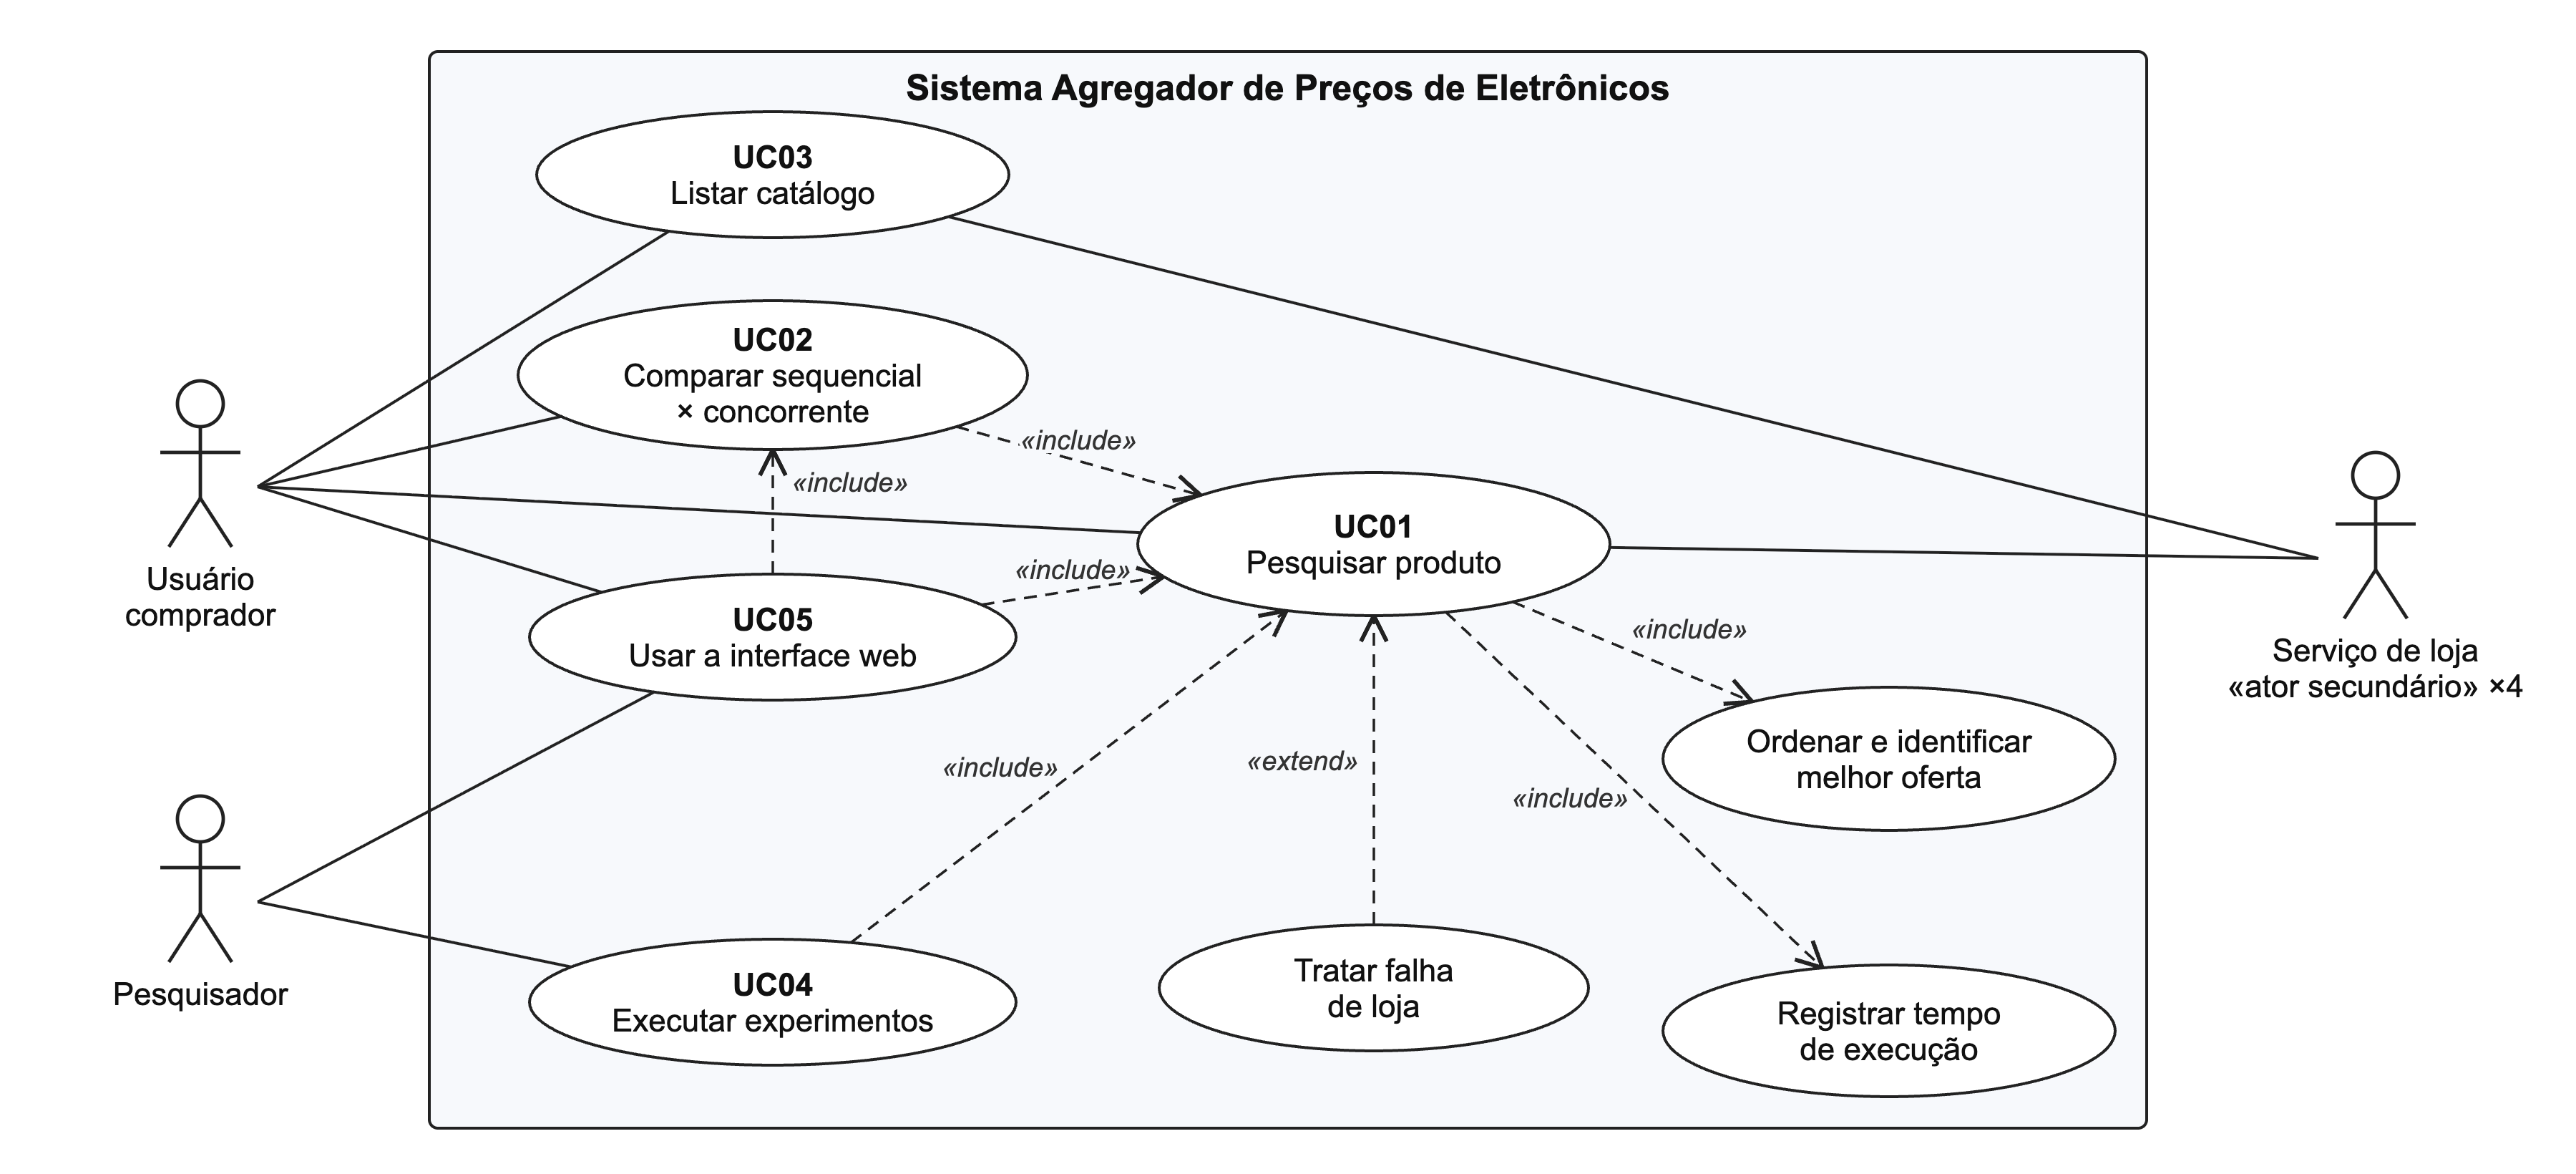 Sistema Agregador de Preços de Eletrônicos
UC03
Listar catálogo
UC02
Comparar sequencial
× concorrente
«include»
«include»
UC01
Pesquisar produto
«include»
UC05
Usar a interface web
Usuário
comprador
Serviço de loja
«ator secundário» ×4
«include»
Ordenar e identificar
melhor oferta
«include»
«extend»
«include»
Pesquisador
UC04
Executar experimentos
Tratar falha
de loja
Registrar tempo
de execução